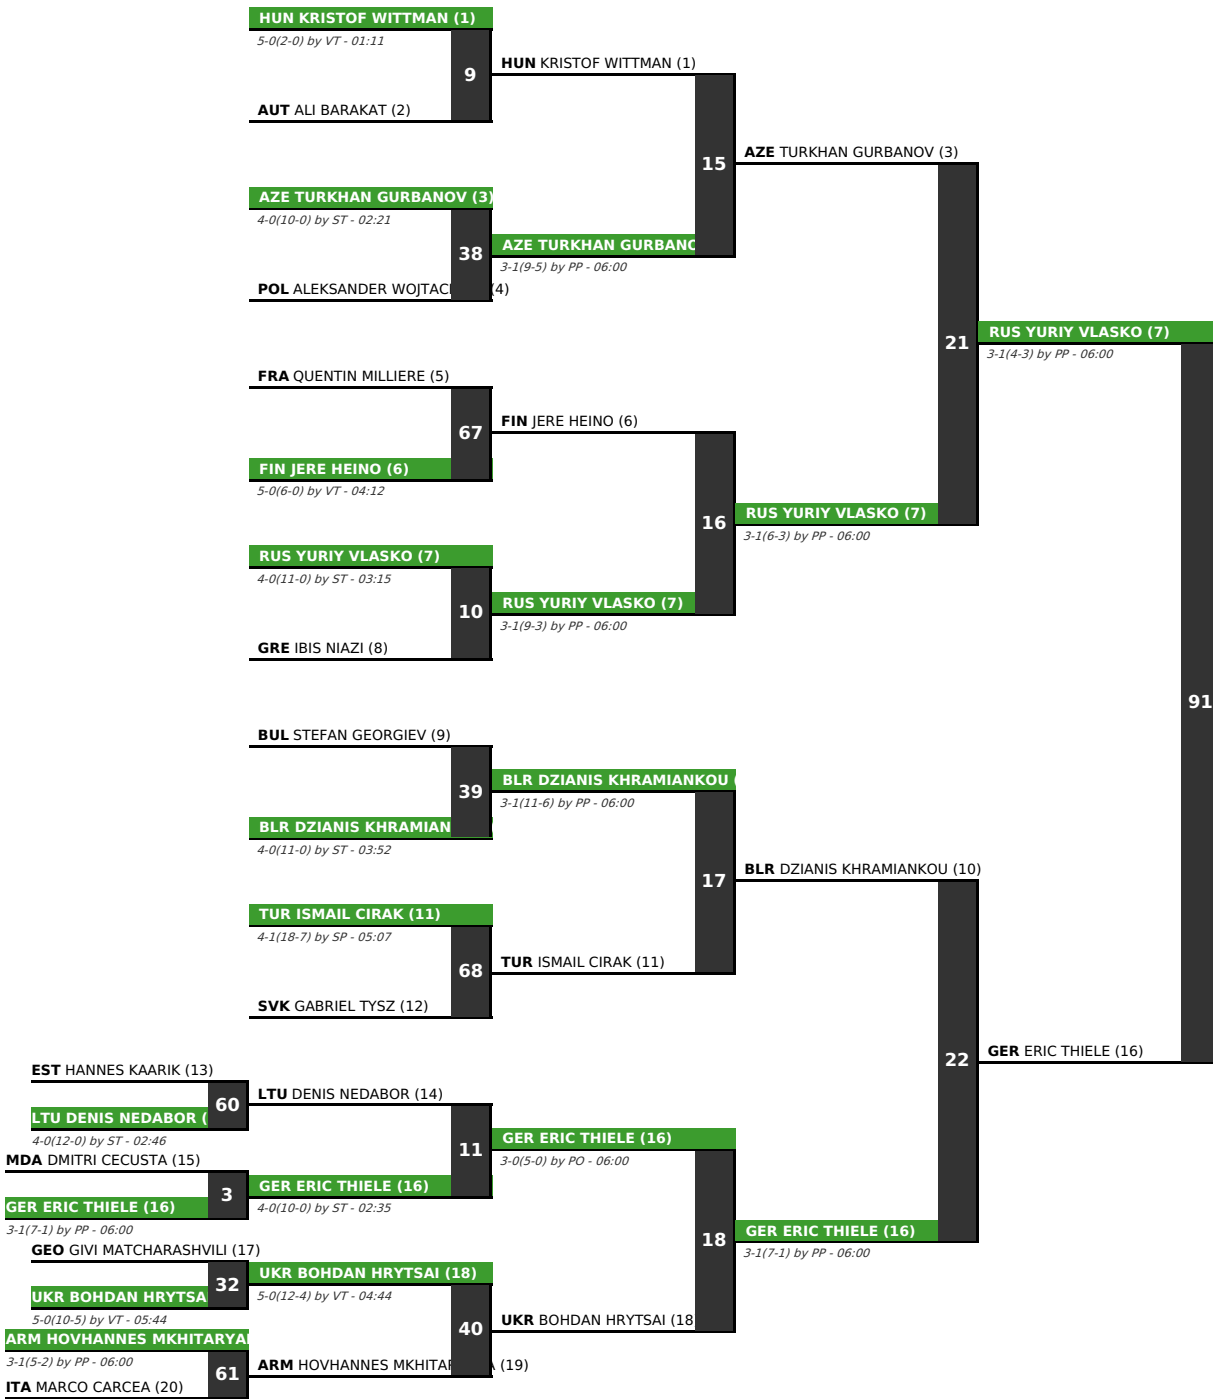 HUN KRISTOF WITTMAN (1)
5-0(2-0) by VT - 01:11
9
HUN KRISTOF WITTMAN (1)
AUT ALI BARAKAT (2)
15
AZE TURKHAN GURBANOV (3)
AZE TURKHAN GURBANOV (3)
4-0(10-0) by ST - 02:21
38
AZE TURKHAN GURBANO
3-1(9-5) by PP - 06:00
POL ALEKSANDER WOJTAC (4)
21
RUS YURIY VLASKO (7)
3-1(4-3) by PP - 06:00
FRA QUENTIN MILLIERE (5)
67
FIN JERE HEINO (6)
FIN JERE HEINO (6)
5-0(6-0) by VT - 04:12
16
RUS YURIY VLASKO (7)
3-1(6-3) by PP - 06:00
RUS YURIY VLASKO (7)
4-0(11-0) by ST - 03:15
10
RUS YURIY VLASKO (7)
3-1(9-3) by PP - 06:00
GRE IBIS NIAZI (8)
91
BUL STEFAN GEORGIEV (9)
39
BLR DZIANIS KHRAMIANKOU (
3-1(11-6) by PP - 06:00
BLR DZIANIS KHRAMIAN
4-0(11-0) by ST - 03:52
17
BLR DZIANIS KHRAMIANKOU (10)
TUR ISMAIL CIRAK (11)
4-1(18-7) by SP - 05:07
68
TUR ISMAIL CIRAK (11)
SVK GABRIEL TYSZ (12)
22
GER ERIC THIELE (16)
EST HANNES KAARIK (13)
60
LTU DENIS NEDABOR (14)
LTU DENIS NEDABOR (
4-0(12-0) by ST - 02:46
11
GER ERIC THIELE (16)
3-0(5-0) by PO - 06:00
MDA DMITRI CECUSTA (15)
3
GER ERIC THIELE (16)
4-0(10-0) by ST - 02:35
GER ERIC THIELE (16)
3-1(7-1) by PP - 06:00
18
GER ERIC THIELE (16)
3-1(7-1) by PP - 06:00
GEO GIVI MATCHARASHVILI (17)
32
UKR BOHDAN HRYTSAI (18)
5-0(12-4) by VT - 04:44
UKR BOHDAN HRYTSA
5-0(10-5) by VT - 05:44
40
UKR BOHDAN HRYTSAI (18
ARM HOVHANNES MKHITARYA
3-1(5-2) by PP - 06:00
61
ARM HOVHANNES MKHITAR A (19)
ITA MARCO CARCEA (20)